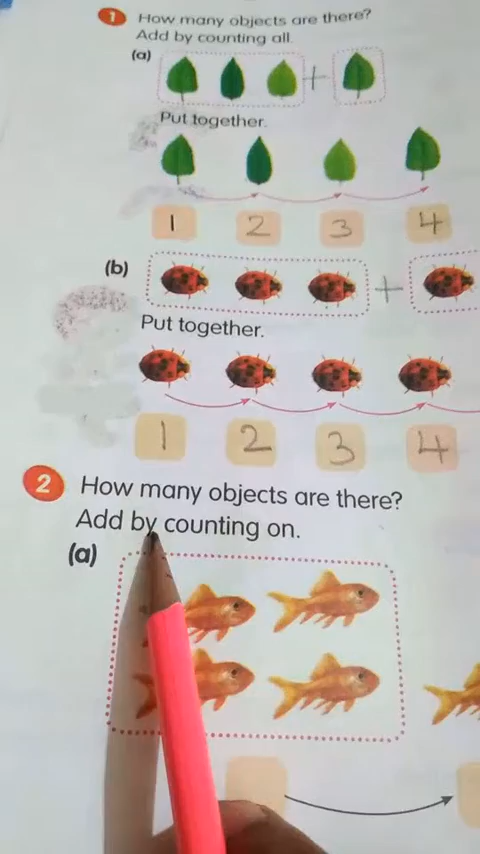 1 How many objects are there?
Add by counting all.
(a)
+
Put together.
1 2 3 4
(b)
+
Put together.
1 2 3 4
2 How many objects are there?
Add by counting on.
(a)